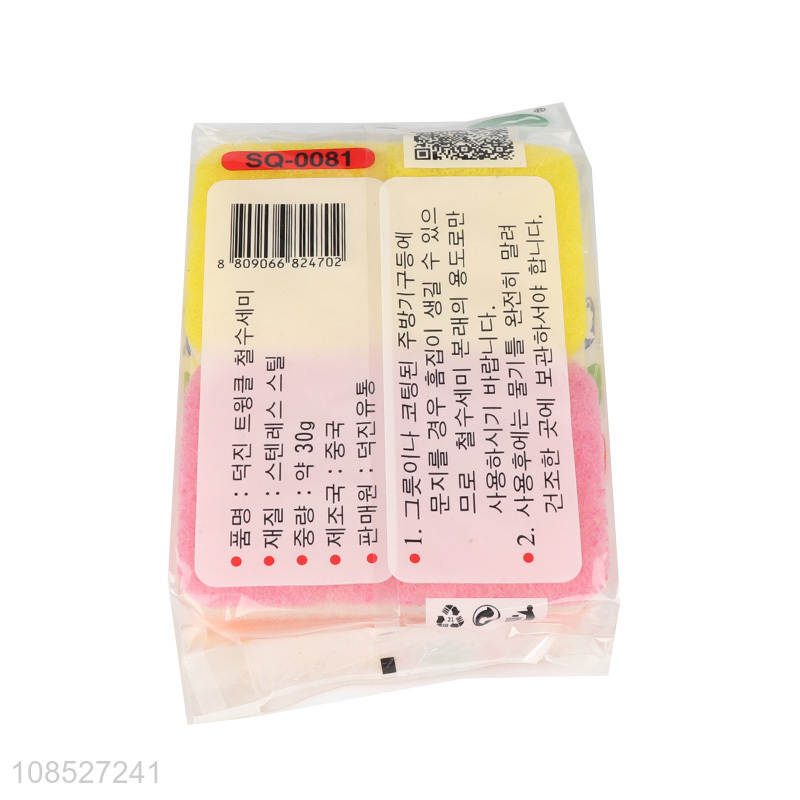 SQ-0081
8 809066 824702
• 품명 : 덕진 트윙클 철수세미
• 재질 : 스텐레스 스틸
• 중량 : 약 30g
• 제조국 : 중국
• 판매원 : 덕진유통
• 1. 그릇이나 코팅된 주방기구등에
문지를 경우 흠집이 생길 수 있으
므로 철수세미 본래의 용도로만
사용하시기 바랍니다.
• 2. 사용후에는 물기를 완전히 말려
건조한 곳에 보관하셔야 합니다.
21
108527241